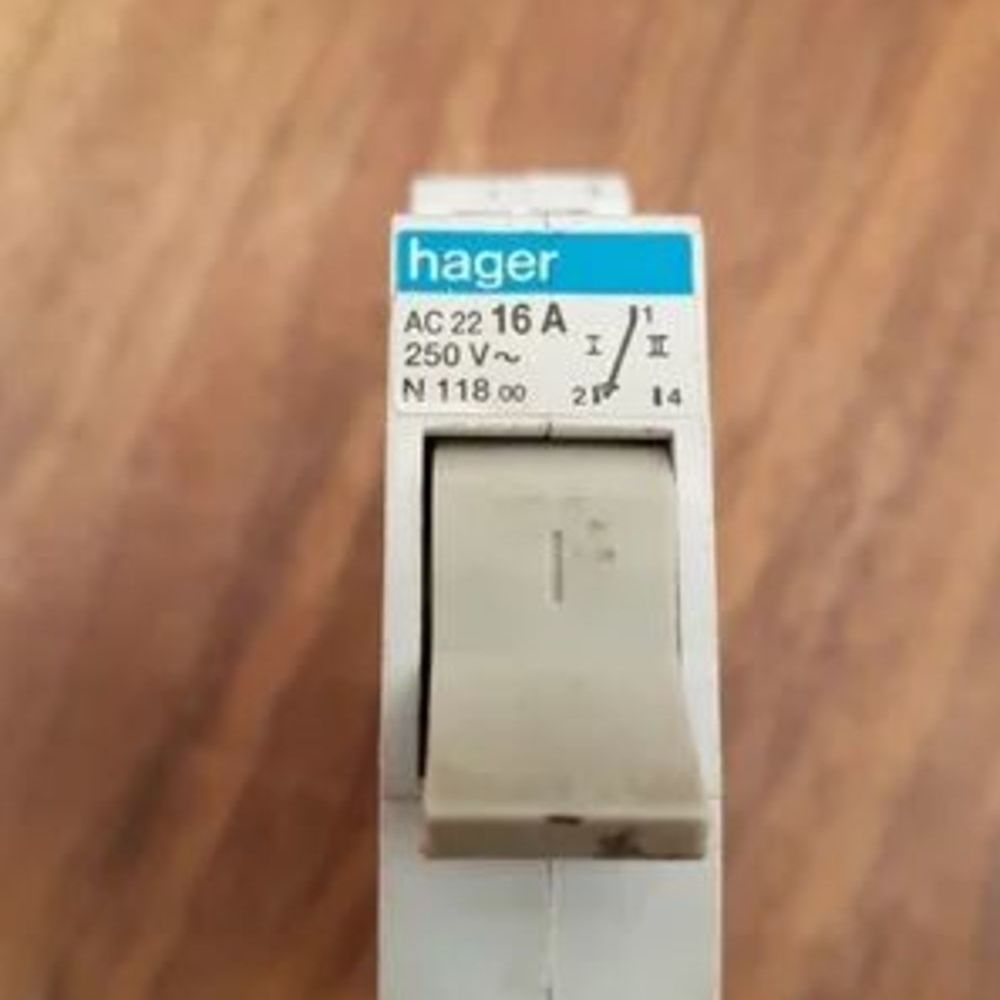 hager
AC 22 16 A
250 V~
N 118 00
1
I II
2 4
I